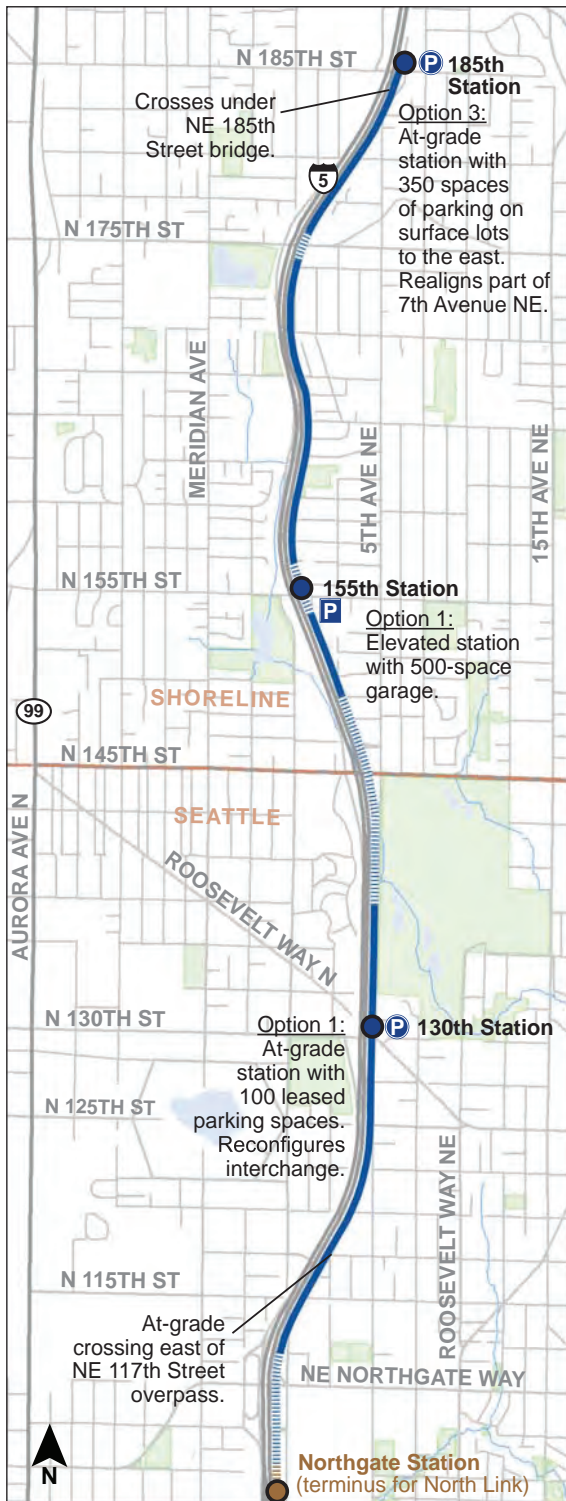 N 185TH ST
P
185th
Station
Crosses under
NE 185th
Street bridge.
Option 3:
At-grade
station with
350 spaces
of parking on
surface lots
to the east.
Realigns part of
7th Avenue NE.
5
N 175TH ST
MERIDIAN AVE
5TH AVE NE
15TH AVE NE
N 155TH ST
155th Station
P
Option 1:
Elevated station
with 500-space
garage.
SHORELINE
99
N 145TH ST
SEATTLE
AURORA AVE N
ROOSEVELT WAY N
N 130TH ST
P 130th Station
Option 1:
At-grade
station with
100 leased
parking spaces.
Reconfigures
interchange.
N 125TH ST
ROOSEVELT WAY NE
N 115TH ST
At-grade
crossing east of
NE 117th Street
overpass.
NE NORTHGATE WAY
N
Northgate Station
(terminus for North Link)